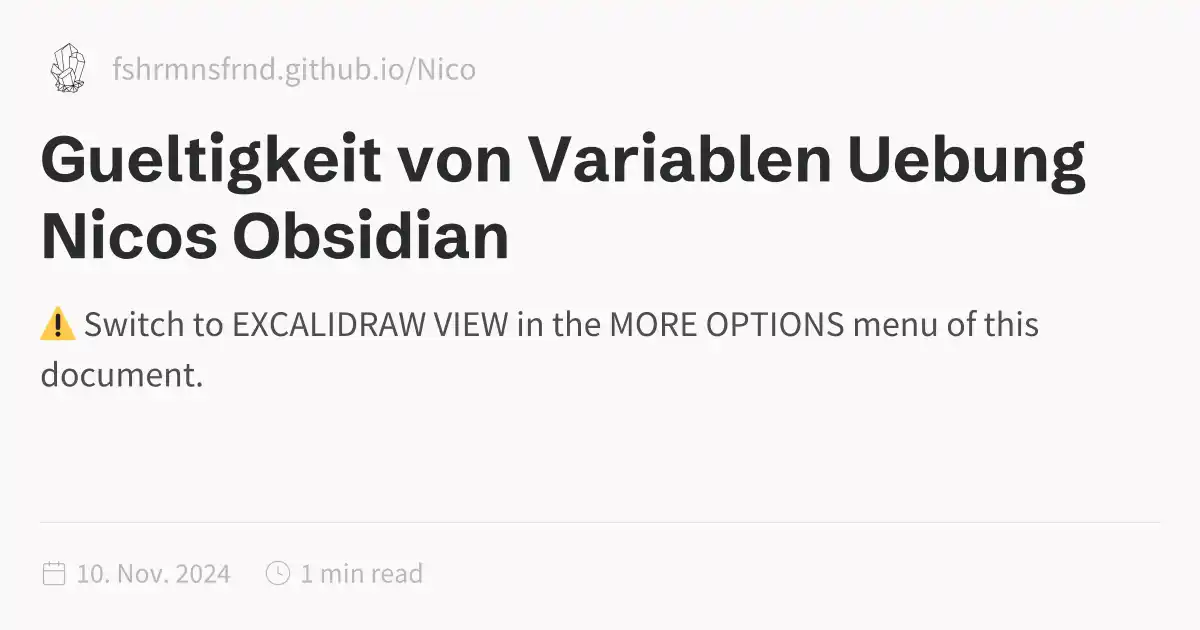 fshrmnsfrnd.github.io/Nico
Gueltigkeit von Variablen Uebung
Nicos Obsidian
⚠️ Switch to EXCALIDRAW VIEW in the MORE OPTIONS menu of this
document.
10. Nov. 2024 1 min read